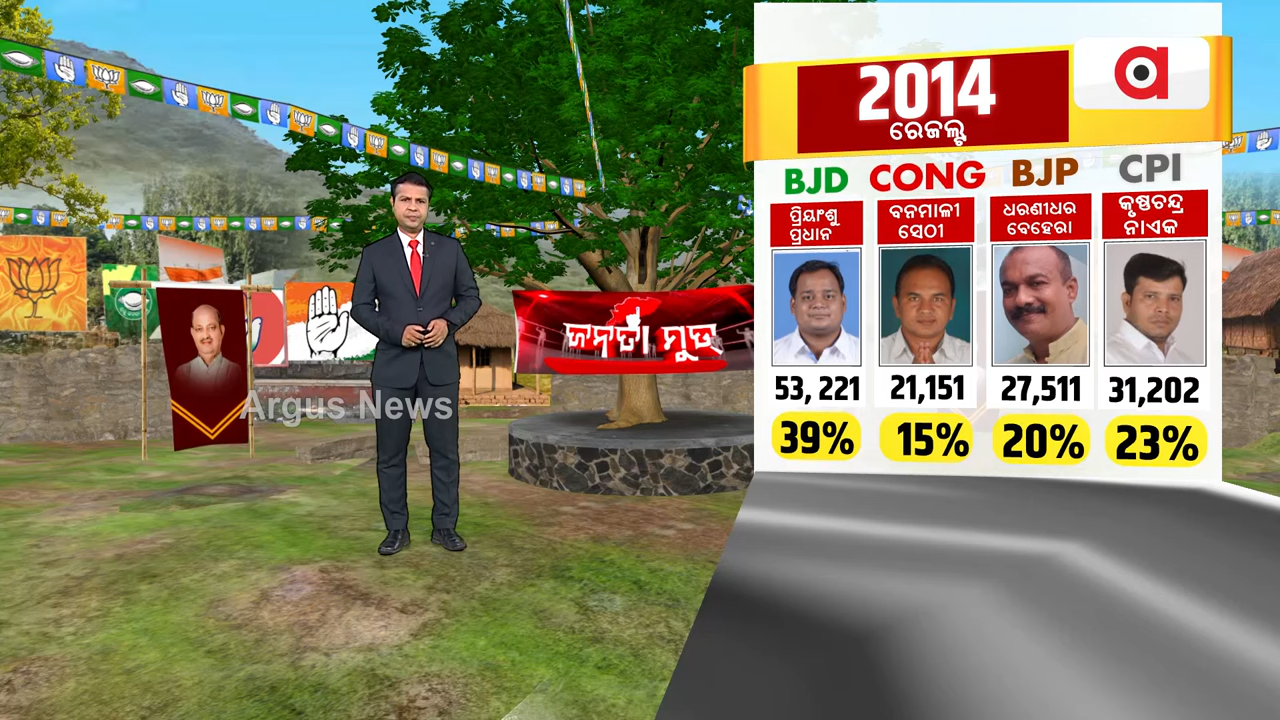 2014
ରେଜଲ୍ଟ
a
BJD CONG BJP CPI
ପ୍ରିୟାଂଶୁ ପ୍ରଧାନ
ବନମାଳୀ ସେଠୀ
ଧରଣୀଧର ବେହେରା
କୃଷ୍ଣଚନ୍ଦ୍ର ନାଏକ
53, 221 21,151 27,511 31,202
39% 15% 20% 23%
ଜନତା ମୁଡ୍
Argus News